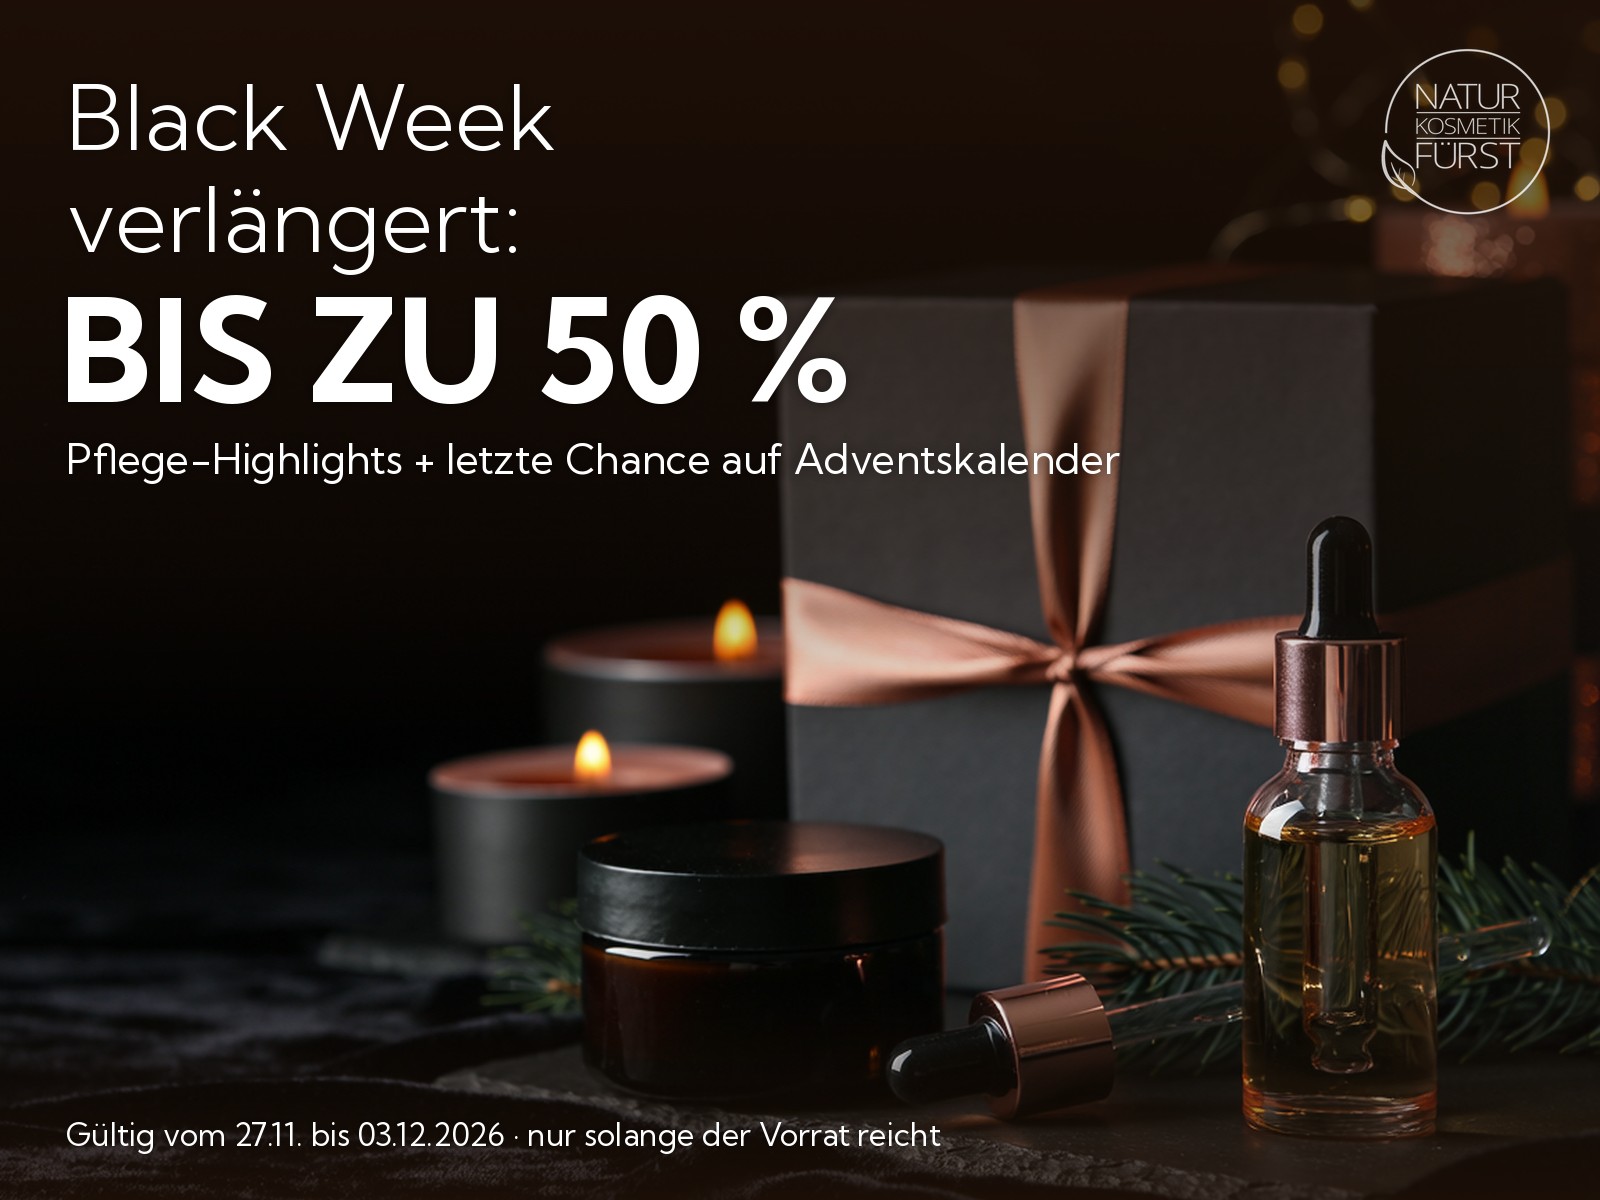 Black Week
verlängert:
BIS ZU 50 %
Pflege-Highlights + letzte Chance auf Adventskalender
NATUR
KOSMETIK
FÜRST
Gültig vom 27.11. bis 03.12.2026 · nur solange der Vorrat reicht